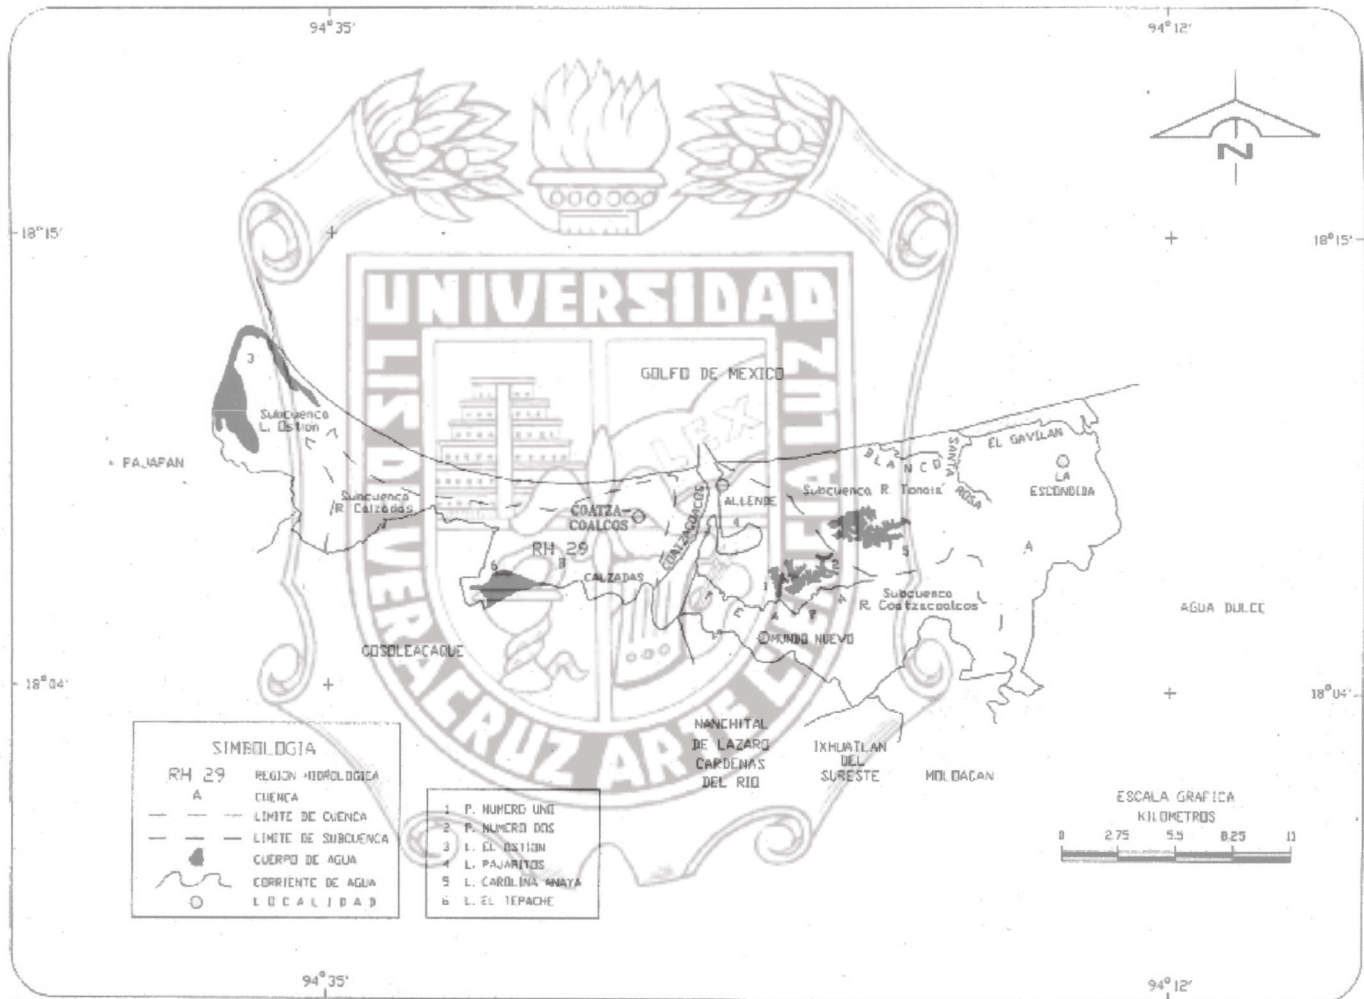 94°35'
94°12'
N
18°15'
18°15'
UNIVERSIDAD
GOLFO DE MEXICO
LIS DE VERACRUZ ARTE
3
Subcuenca
L. Ostion
PAJAPAN
Subcuenca
R. Calzadas
COATZA-
COALCOS
COATZACOALCOS
ALLENDE
4
BLANCO
Subcuenca R. Tonala
SANTA ROSA
EL GAVILAN
LA
ESCONDIDA
RH 29
B
6
CALZADAS
1
2
5
A
Subcuenca
R. Coatzacoalcos
MUNDO NUEVO
AGUA DULCE
COSOLEACAQUE
18°04'
18°04'
NANCHITAL
DE LAZARO
CARDENAS
DEL RIO
IXHUATLAN
DEL
SURESTE
MOLOACAN
SIMBOLOGIA
RH 29 REGION HIDROLOGICA
A CUENCA
LIMITE DE CUENCA
LIMITE DE SUBCUENCA
CUERPO DE AGUA
CORRIENTE DE AGUA
LOCALIDAD
1 P. NUMERO UNO
2 P. NUMERO DOS
3 L. EL OSTION
4 L. PAJARITOS
5 L. CAROLINA ANAYA
6 L. EL TEPACHE
ESCALA GRAFICA
KILOMETROS
0 2.75 5.5 8.25 11
94°35'
94°12'